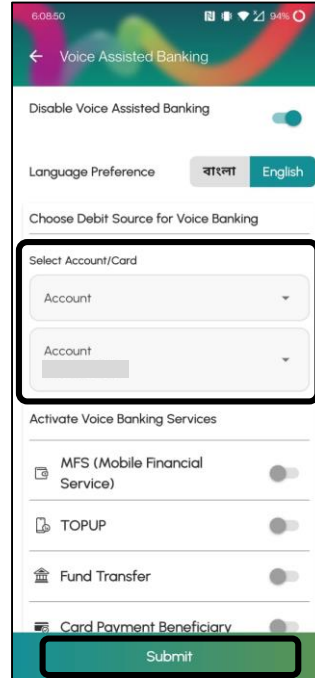 6:08:50 94%
Voice Assisted Banking
Disable Voice Assisted Banking
Language Preference বাংলা English
Choose Debit Source for Voice Banking
Select Account/Card
Account
Account
Activate Voice Banking Services
MFS (Mobile Financial
Service)
TOPUP
Fund Transfer
Card Payment Beneficiary
Submit